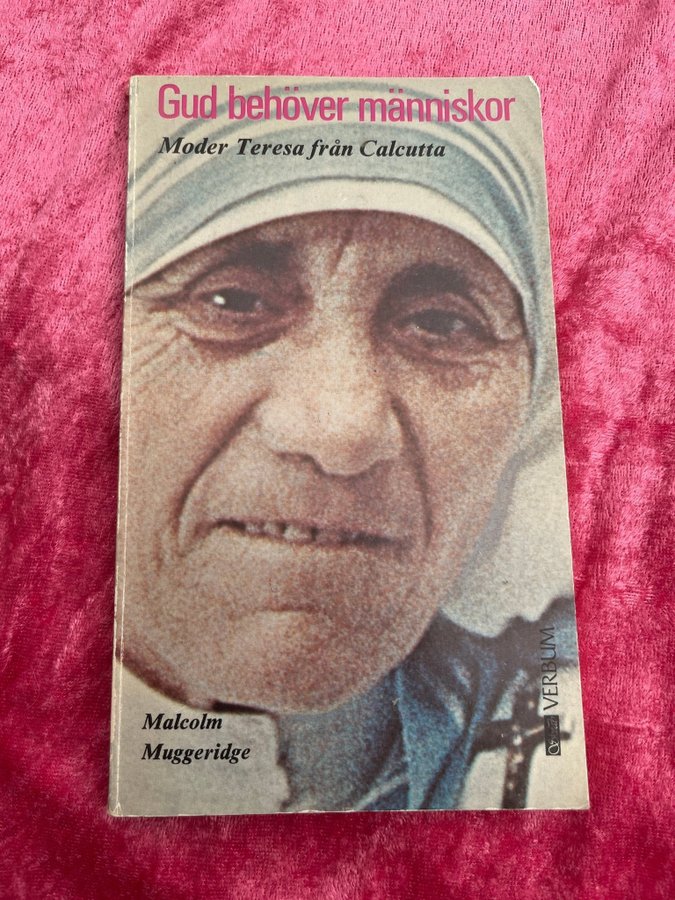 Gud behöver människor
Moder Teresa från Calcutta
Malcolm
Muggeridge
VERBUM